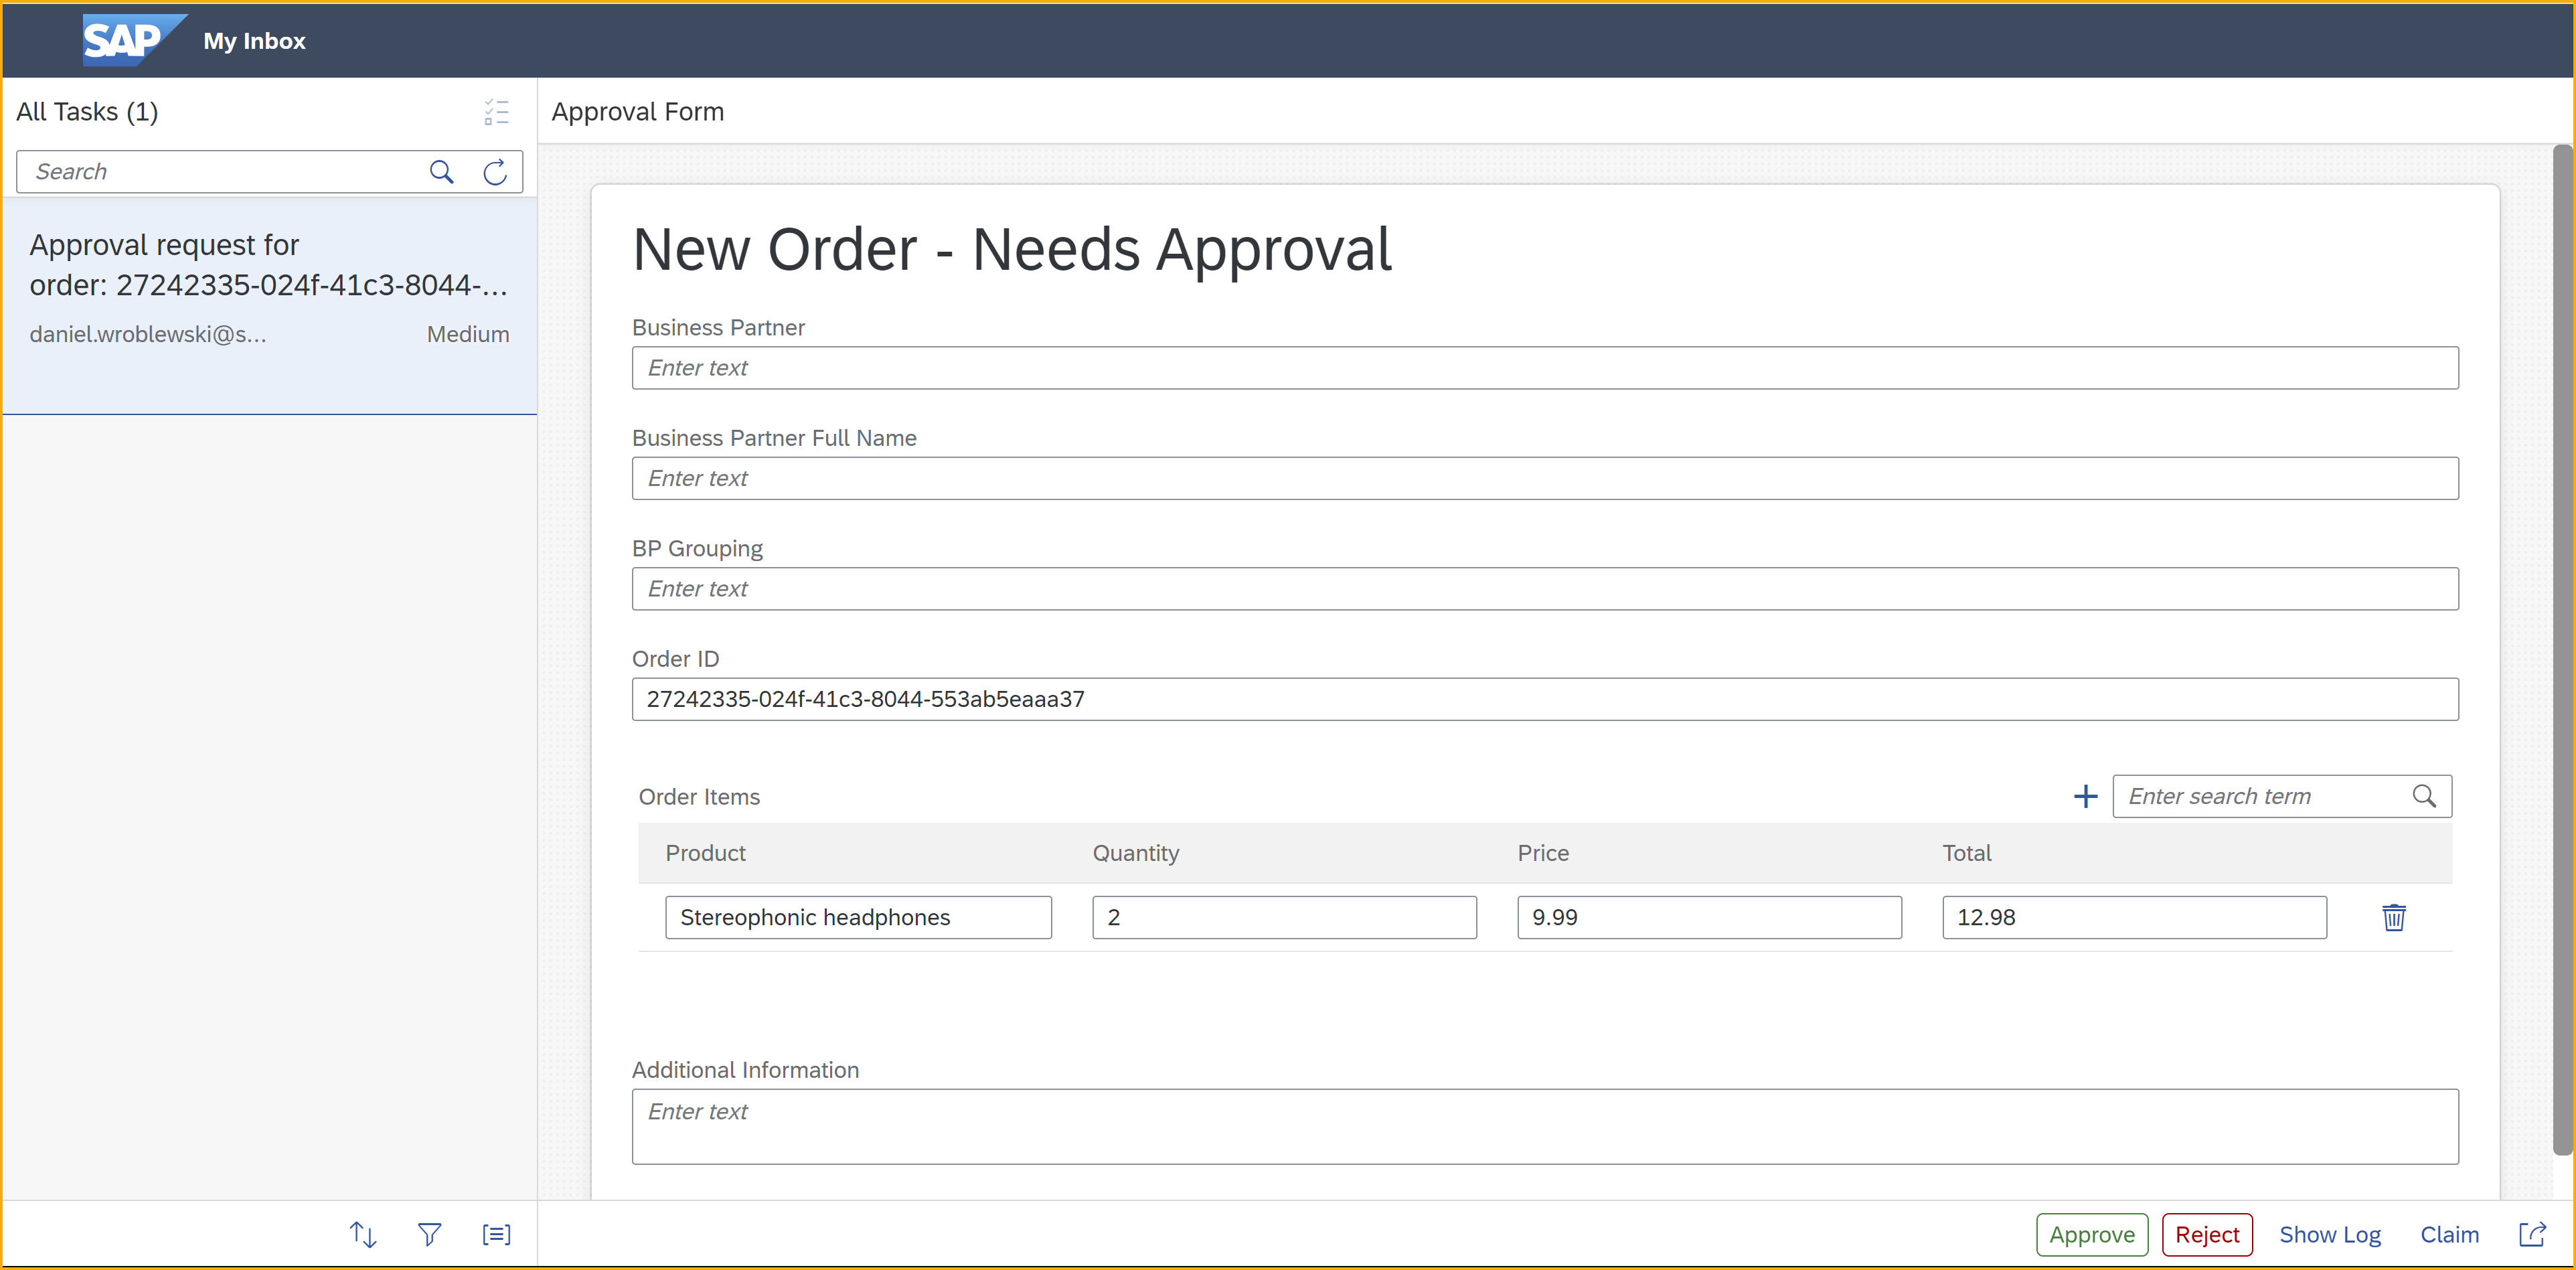 SAP My Inbox
All Tasks (1)
Search
Approval request for
order: 27242335-024f-41c3-8044-...
daniel.wroblewski@s... Medium
Approval Form
New Order - Needs Approval
Business Partner
Enter text
Business Partner Full Name
Enter text
BP Grouping
Enter text
Order ID
27242335-024f-41c3-8044-553ab5eaaa37
Order Items Enter search term
Product Quantity Price Total
Stereophonic headphones 2 9.99 12.98
Additional Information
Enter text
Approve Reject Show Log Claim